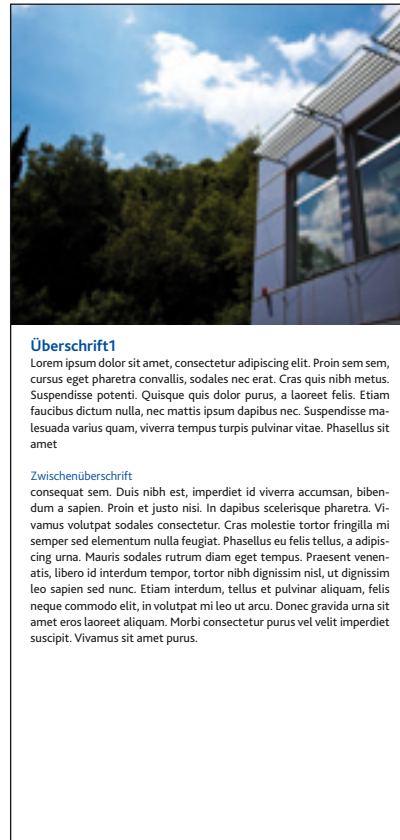 Überschrift1
Lorem ipsum dolor sit amet, consectetur adipiscing elit. Proin sem sem,
cursus eget pharetra convallis, sodales nec erat. Cras quis nibh metus.
Suspendisse potenti. Quisque quis dolor purus, a laoreet felis. Etiam
faucibus dictum nulla, nec mattis ipsum dapibus nec. Suspendisse ma-
lesuada varius quam, viverra tempus turpis pulvinar vitae. Phasellus sit
amet
Zwischenüberschrift
consequat sem. Duis nibh est, imperdiet id viverra accumsan, biben-
dum a sapien. Proin et justo nisi. In dapibus scelerisque pharetra. Vi-
vamus volutpat sodales consectetur. Cras molestie tortor fringilla mi
semper sed elementum nulla feugiat. Phasellus eu felis tellus, a adipis-
cing urna. Mauris sodales rutrum diam eget tempus. Praesent venen-
atis, libero id interdum tempor, tortor nibh dignissim nisl, ut dignissim
leo sapien sed nunc. Etiam interdum, tellus et pulvinar aliquam, felis
neque commodo elit, in volutpat mi leo ut arcu. Donec gravida urna sit
amet eros laoreet aliquam. Morbi consectetur purus vel velit imperdiet
suscipit. Vivamus sit amet purus.